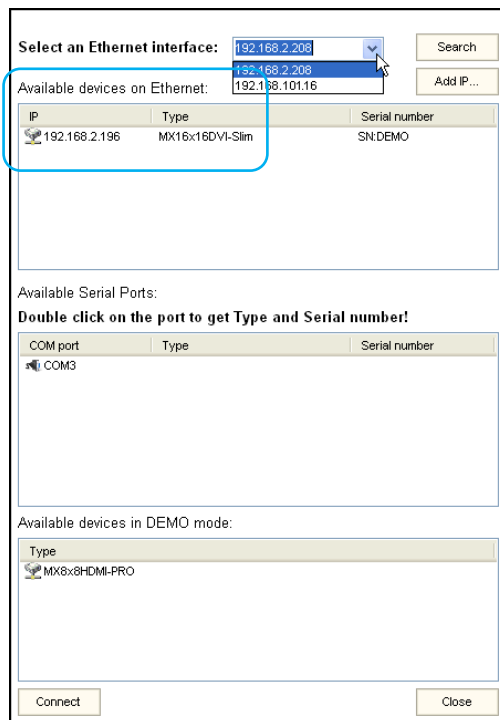 Select an Ethernet interface: 192.168.2.208 Search
192.168.2.208
192.168.101.16
Available devices on Ethernet: Add IP...
IP Type Serial number
192.168.2.196 MX16x16DVI-Slim SN:DEMO
Available Serial Ports:
Double click on the port to get Type and Serial number!
COM port Type Serial number
COM3
Available devices in DEMO mode:
Type
MX8x8HDMI-PRO
Connect Close